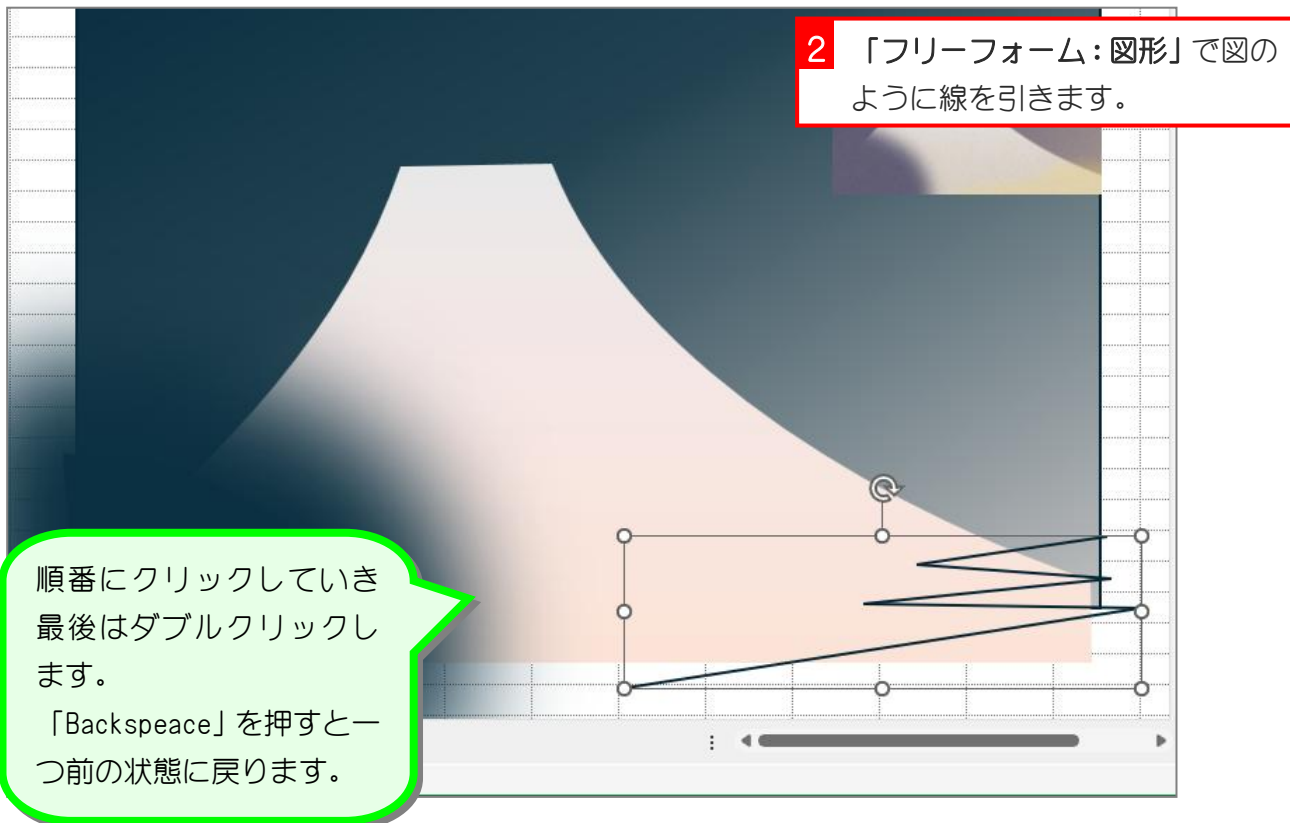 2 「フリーフォーム：図形」で図の
ように線を引きます。
順番にクリックしていき
最後はダブルクリックし
ます。
「Backspeace」を押すと一
つ前の状態に戻ります。